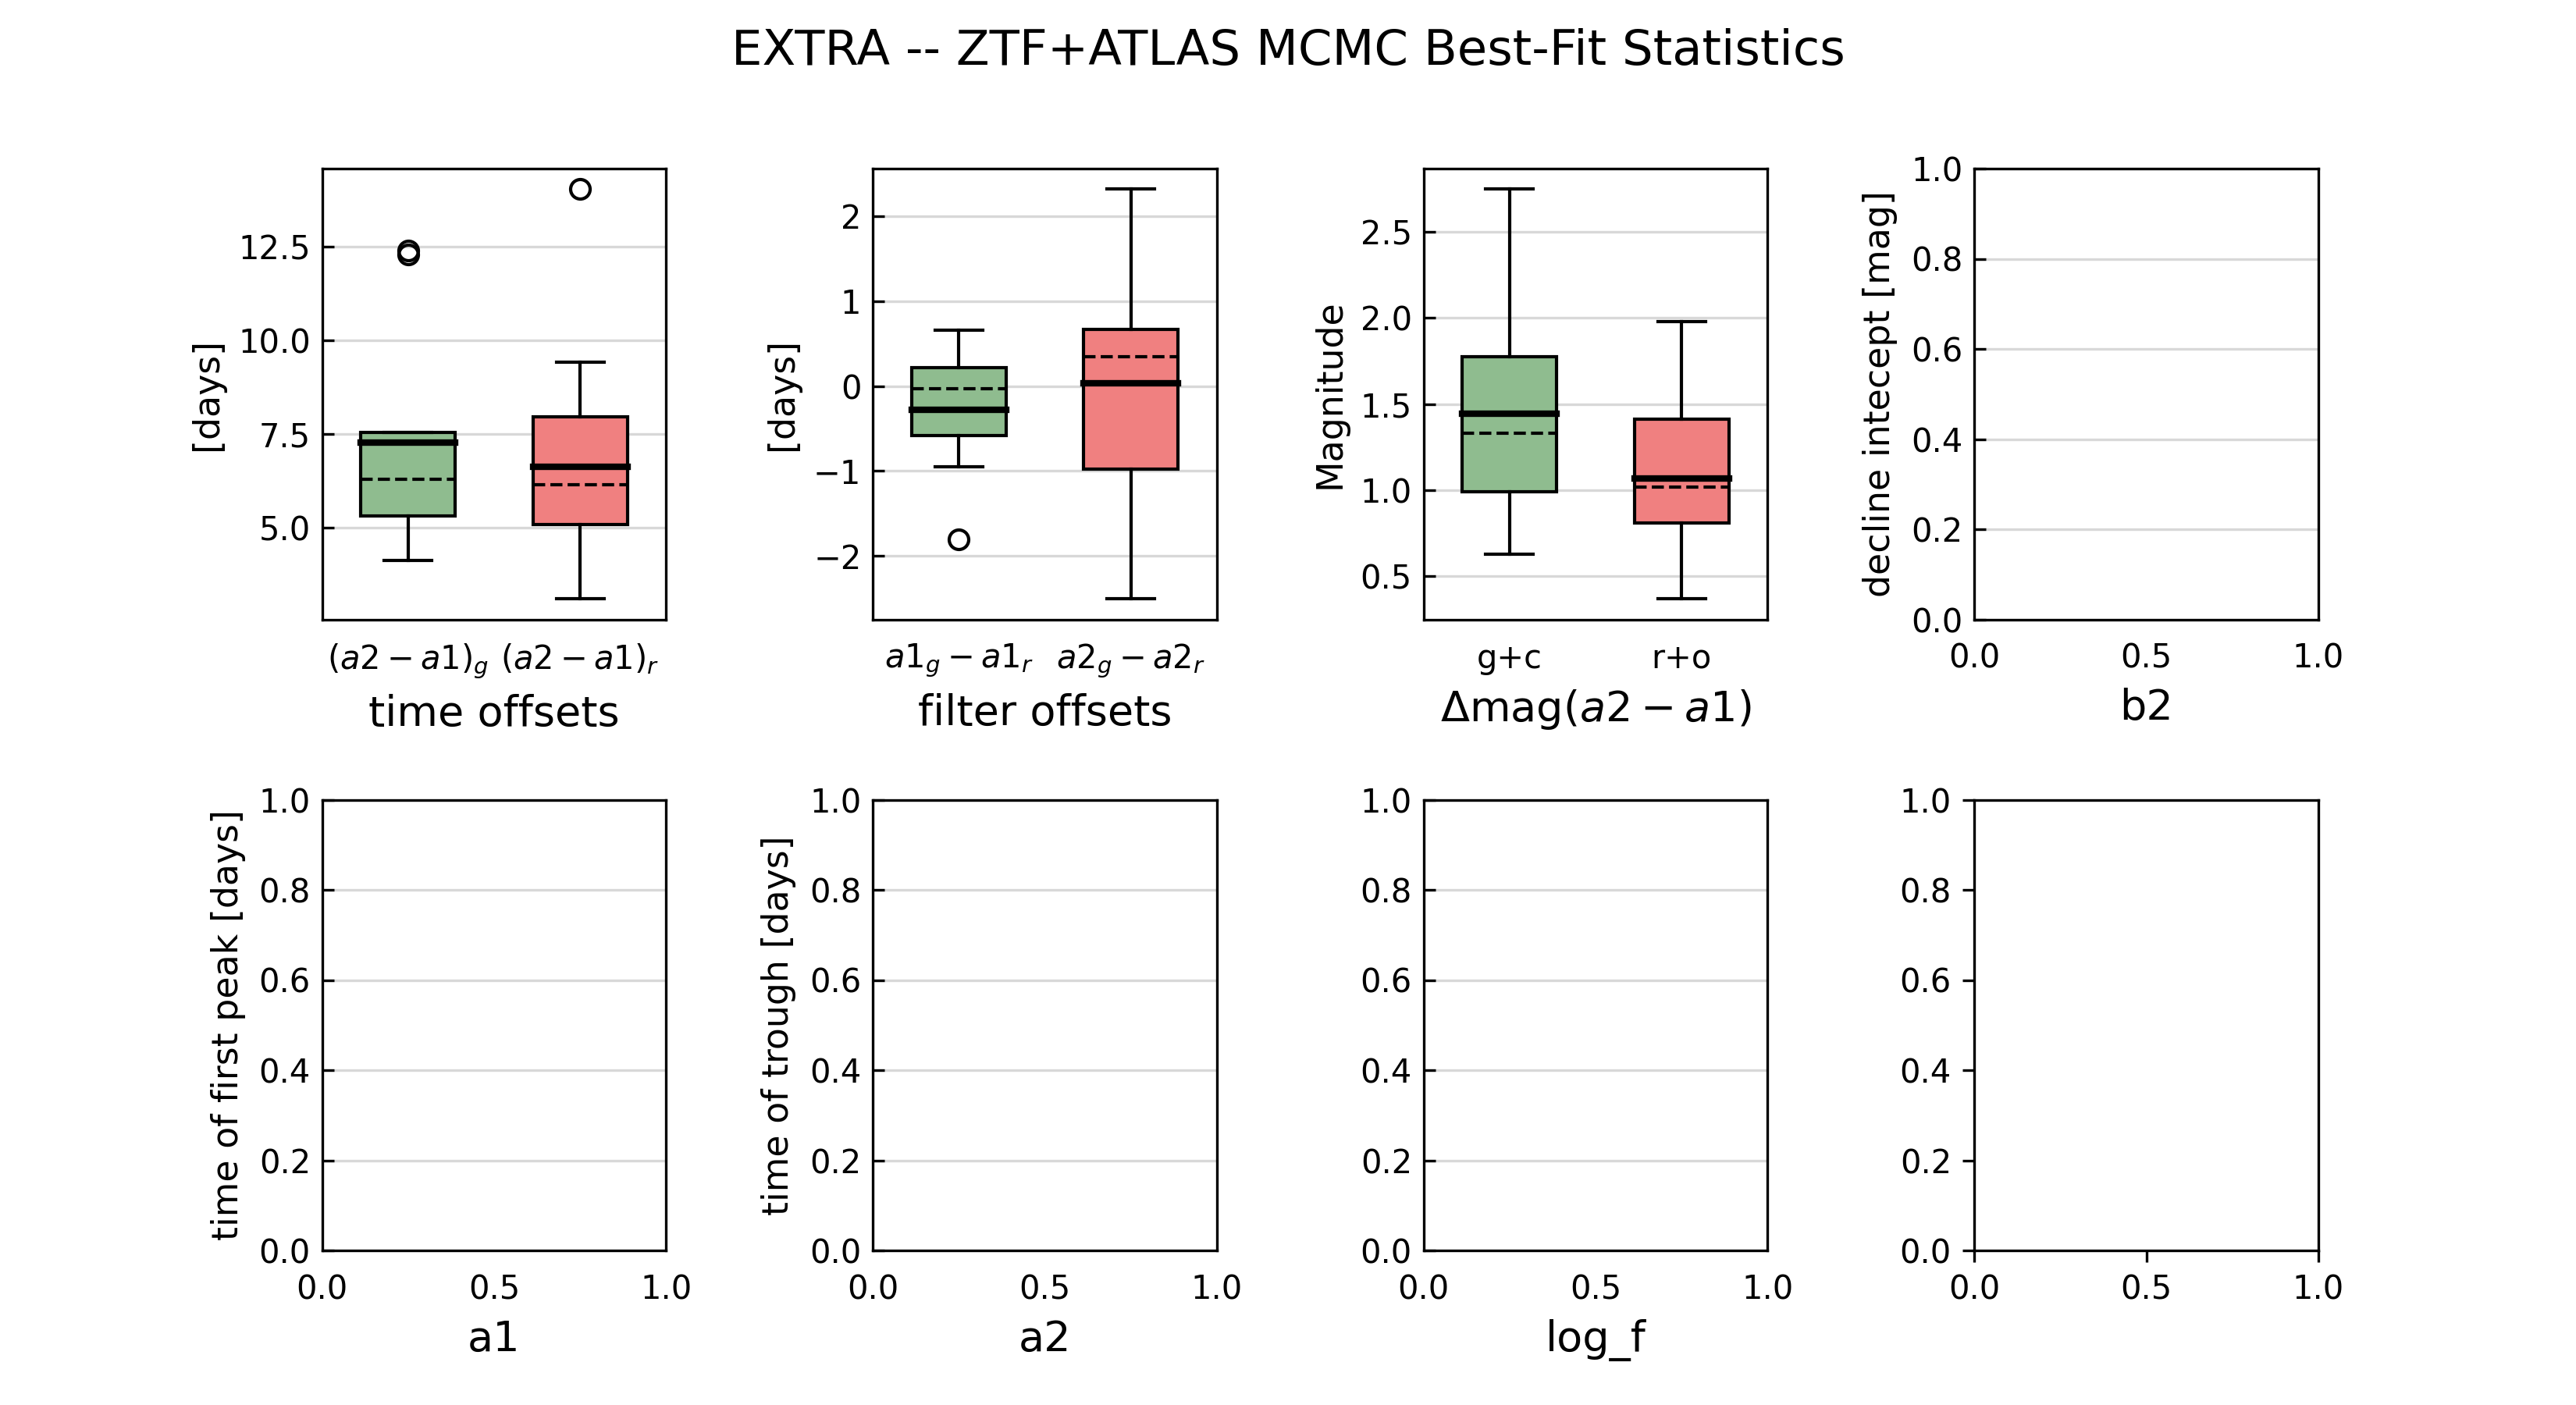 EXTRA -- ZTF+ATLAS MCMC Best-Fit Statistics
[days]
12.5
10.0
7.5
5.0
(a2 − a1)g (a2 − a1)r
time offsets
[days]
2
1
0
−1
−2
a1g − a1r a2g − a2r
filter offsets
Magnitude
2.5
2.0
1.5
1.0
0.5
g+c r+o
Δmag(a2 − a1)
decline intecept [mag]
1.0
0.8
0.6
0.4
0.2
0.0
0.0 0.5 1.0
b2
time of first peak [days]
1.0
0.8
0.6
0.4
0.2
0.0
0.0 0.5 1.0
a1
time of trough [days]
1.0
0.8
0.6
0.4
0.2
0.0
0.0 0.5 1.0
a2
1.0
0.8
0.6
0.4
0.2
0.0
0.0 0.5 1.0
log_f
1.0
0.8
0.6
0.4
0.2
0.0
0.0 0.5 1.0